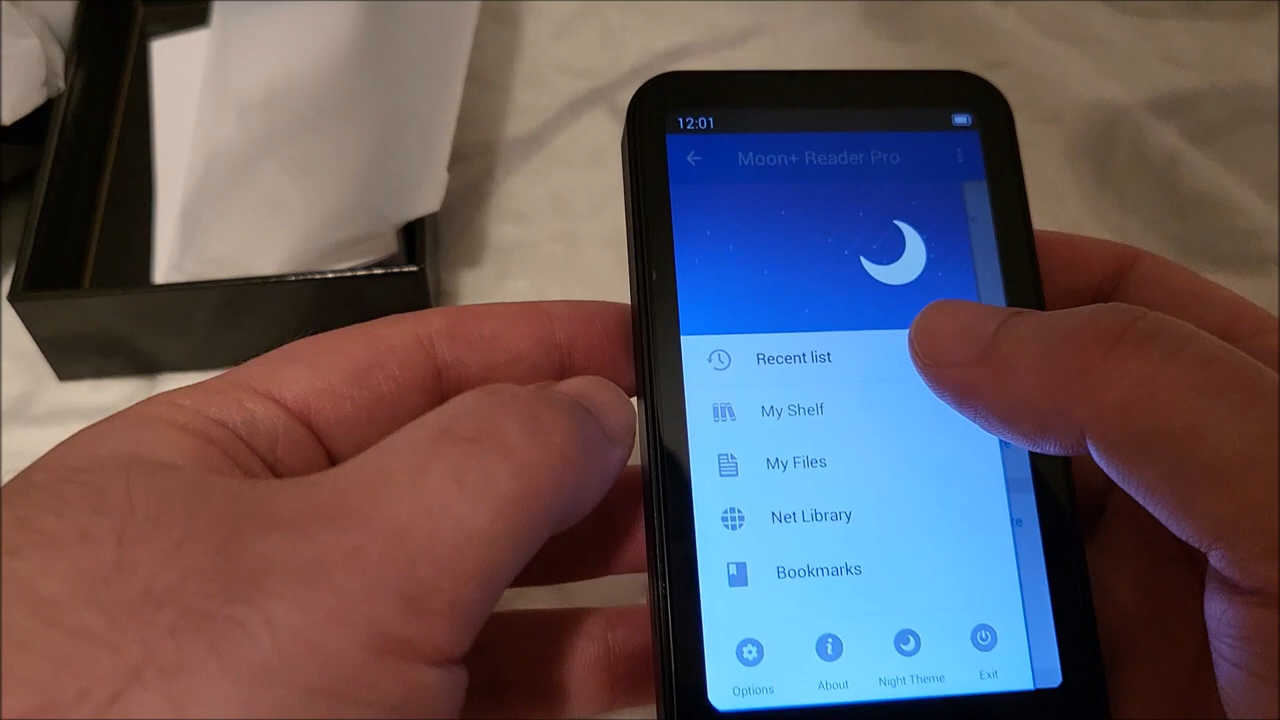 12:01
Moon+ Reader Pro
Recent list
My Shelf
My Files
Net Library
Bookmarks
Options About Night Theme Exit